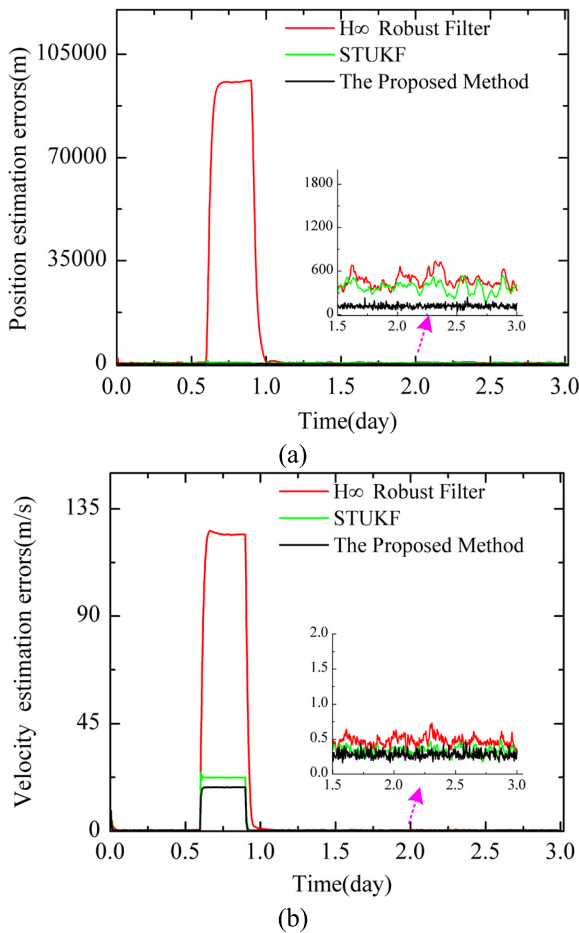 H∞ Robust Filter
STUKF
The Proposed Method
105000
70000
35000
0
Position estimation errors(m)
1800
1200
600
0
1.5 2.0 2.5 3.0
0.0 0.5 1.0 1.5 2.0 2.5 3.0
Time(day)
(a)
H∞ Robust Filter
STUKF
The Proposed Method
135
90
45
0
Velocity estimation errors(m/s)
2.0
1.5
1.0
0.5
0.0
1.5 2.0 2.5 3.0
0.0 0.5 1.0 1.5 2.0 2.5 3.0
Time(day)
(b)